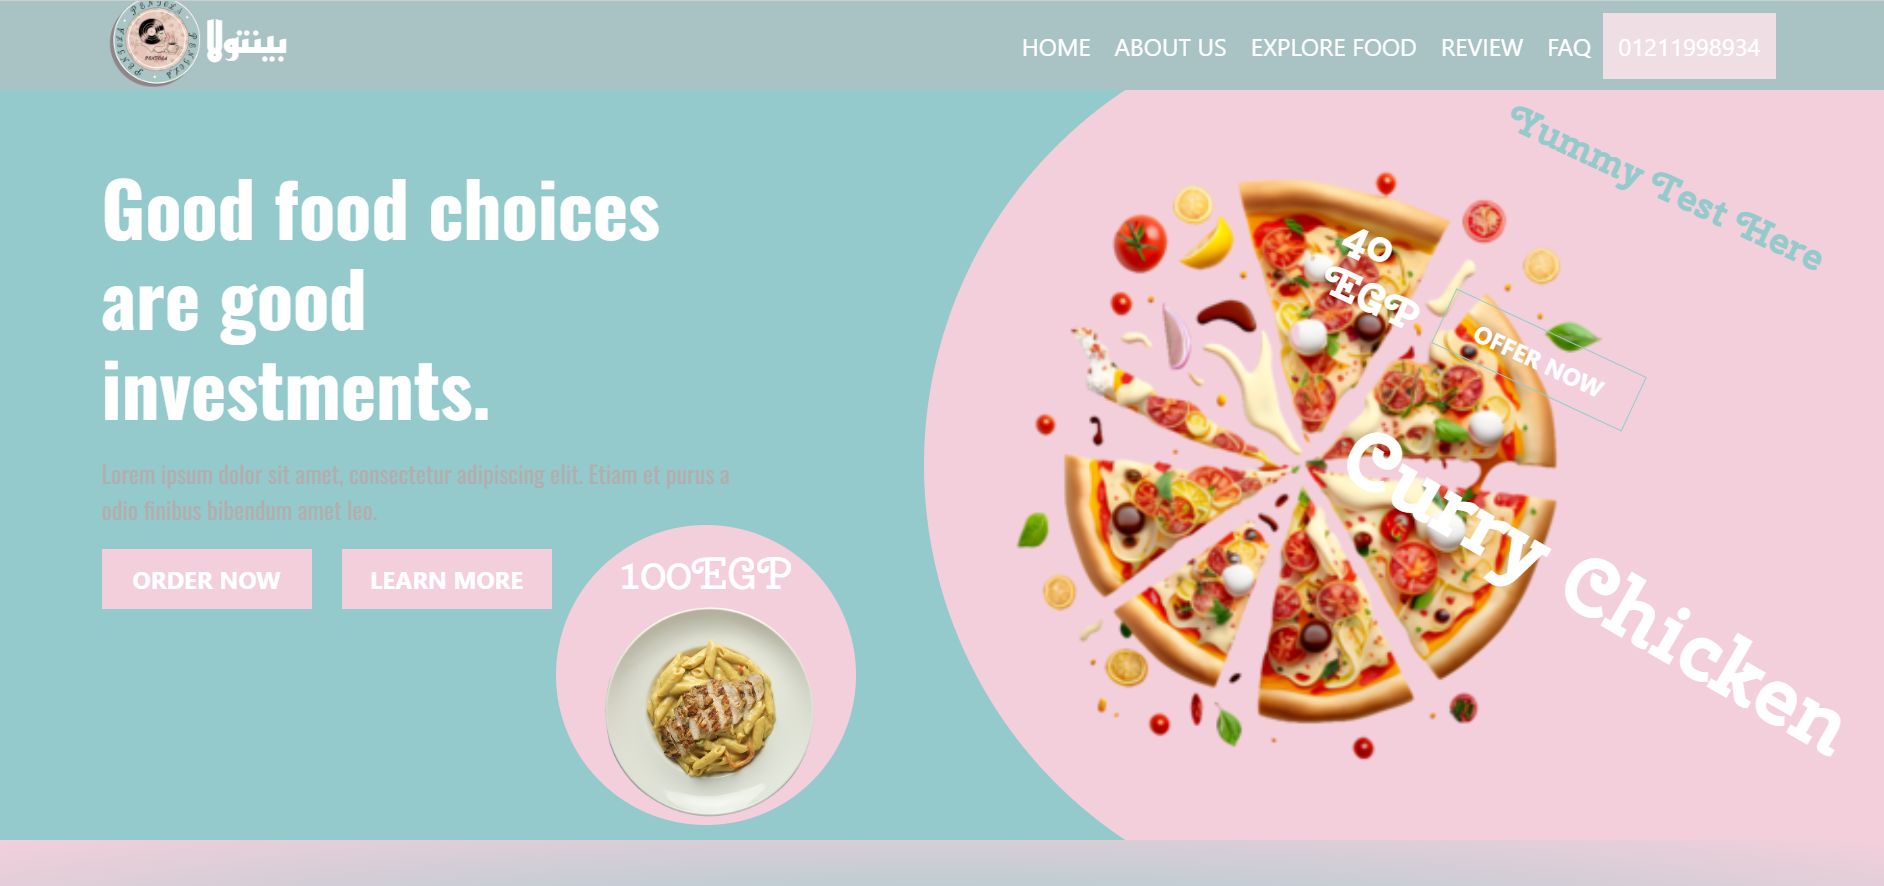 PENTOLA
بينتولا
HOME ABOUT US EXPLORE FOOD REVIEW FAQ 01211998934
Yummy Test Here
Good food choices
are good
investments.
40
EGP
OFFER NOW
Curry Chicken
Lorem ipsum dolor sit amet, consectetur adipiscing elit. Etiam et purus a
odio finibus bibendum amet leo.
ORDER NOW LEARN MORE
100EGP